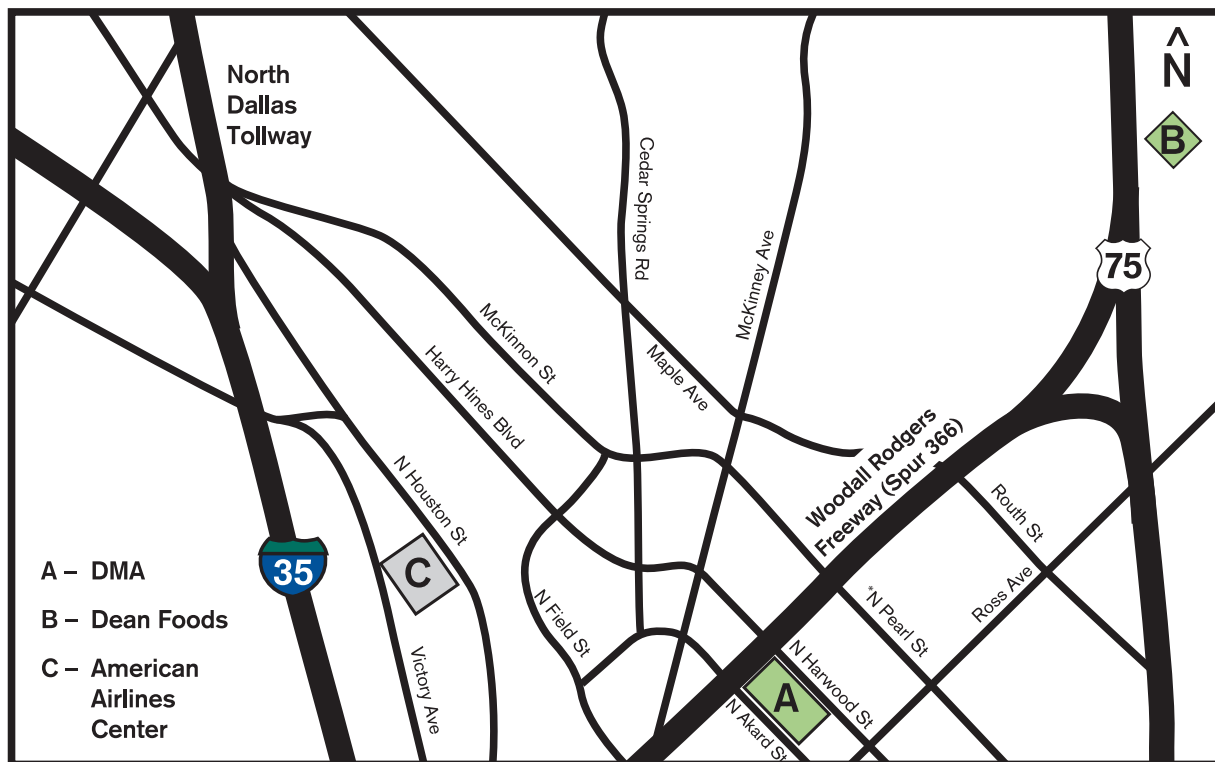 ^
N
North
Dallas
Tollway
B
Cedar Springs Rd
McKinney Ave
75
McKinnon St
Harry Hines Blvd
Maple Ave
Woodall Rodgers
Freeway (Spur 366)
N Houston St
Routh St
Ross Ave
35
C
N Field St
*N Pearl St
Victory Ave
N Harwood St
A
N Akard St
A – DMA
B – Dean Foods
C – American
Airlines
Center